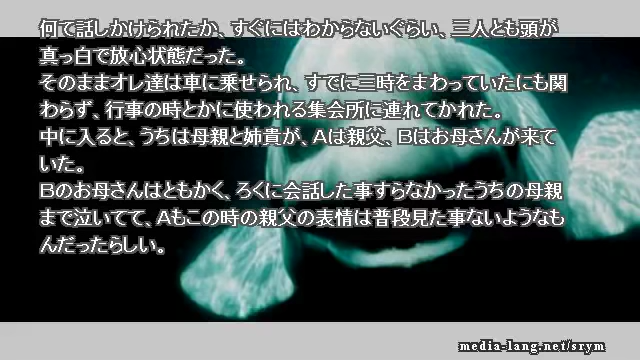 何て話しかけられたか、すぐにはわからないぐらい、三人とも頭が
真っ白で放心状態だった。
そのままオレ達は車に乗せられ、すでに三時をまわっていたにも関
わらず、行事の時とかに使われる集会所に連れてかれた。
中に入ると、うちは母親と姉貴が、Aは親父、Bはお母さんが来て
いた。
Bのお母さんはともかく、ろくに会話した事すらなかったうちの母親
まで泣いてて、Aもこの時の親父の表情は普段見た事ないようなも
んだったらしい。
media-lang.net/srym